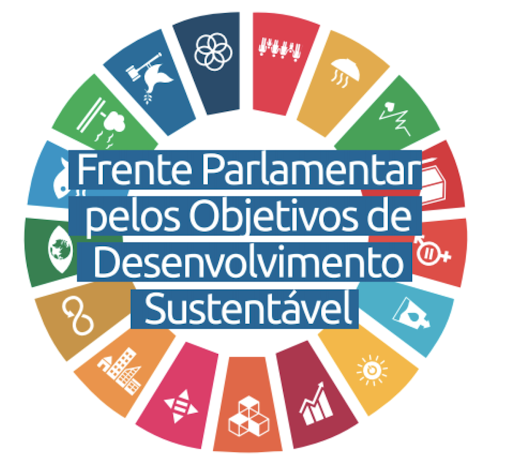 Frente Parlamentar
pelos Objetivos de
Desenvolvimento
Sustentável